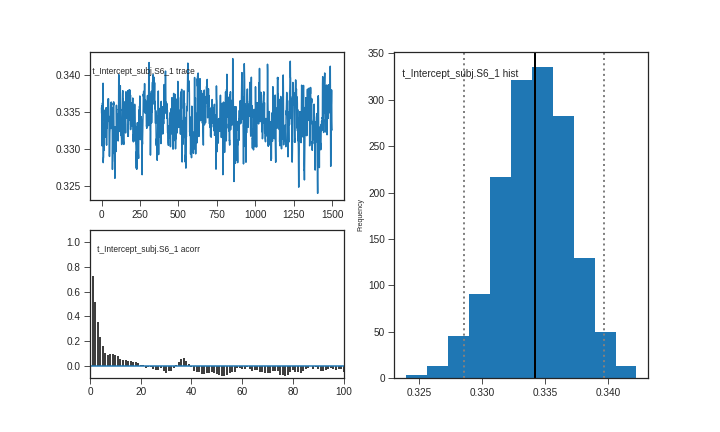 t_Intercept_subj.S6_1 trace
0.340
0.335
0.330
0.325
0 250 500 750 1000 1250 1500
t_Intercept_subj.S6_1 acorr
1.0
0.8
0.6
0.4
0.2
0.0
0 20 40 60 80 100
t_Intercept_subj.S6_1 hist
Frequency
350
300
250
200
150
100
50
0
0.325 0.330 0.335 0.340